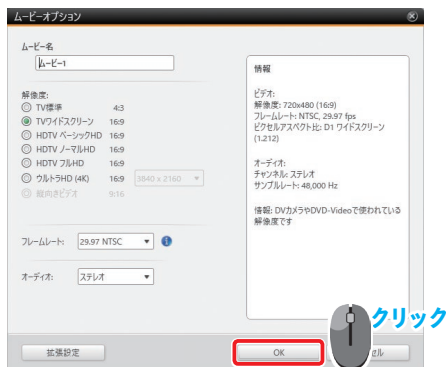 ムービーオプション
ムービー名
ムービー1
解像度:
TV標準 4:3
TVワイドスクリーン 16:9
HDTV ベーシックHD 16:9
HDTV ノーマルHD 16:9
HDTV フルHD 16:9
ウルトラHD (4K) 16:9 3840 x 2160
縦向きビデオ 9/16
フレームレート: 29.97 NTSC
オーディオ: ステレオ
情報
ビデオ:
解像度: 720x480 (16:9)
フレームレート: NTSC, 29.97 fps
ピクセルアスペクト比: D1 ワイドスクリーン
(1.212)
オーディオ:
チャンネル: ステレオ
サンプルレート: 48,000 Hz
情報: DVカメラやDVD-Videoで使われている
解像度です
クリック
拡張設定
OK
セル